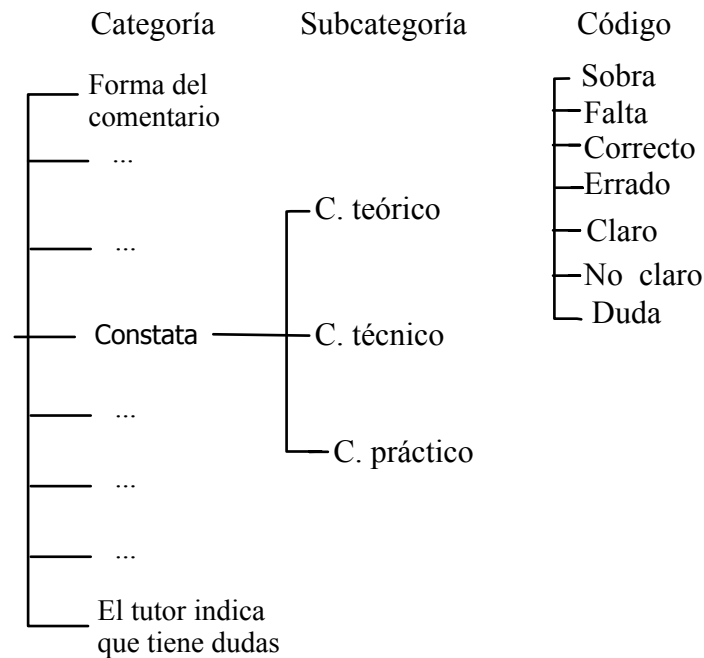 Categoría Subcategoría Código
Forma del
comentario
...
...
Constata
...
...
...
El tutor indica
que tiene dudas
C. teórico
C. técnico
C. práctico
Sobra
Falta
Correcto
Errado
Claro
No claro
Duda